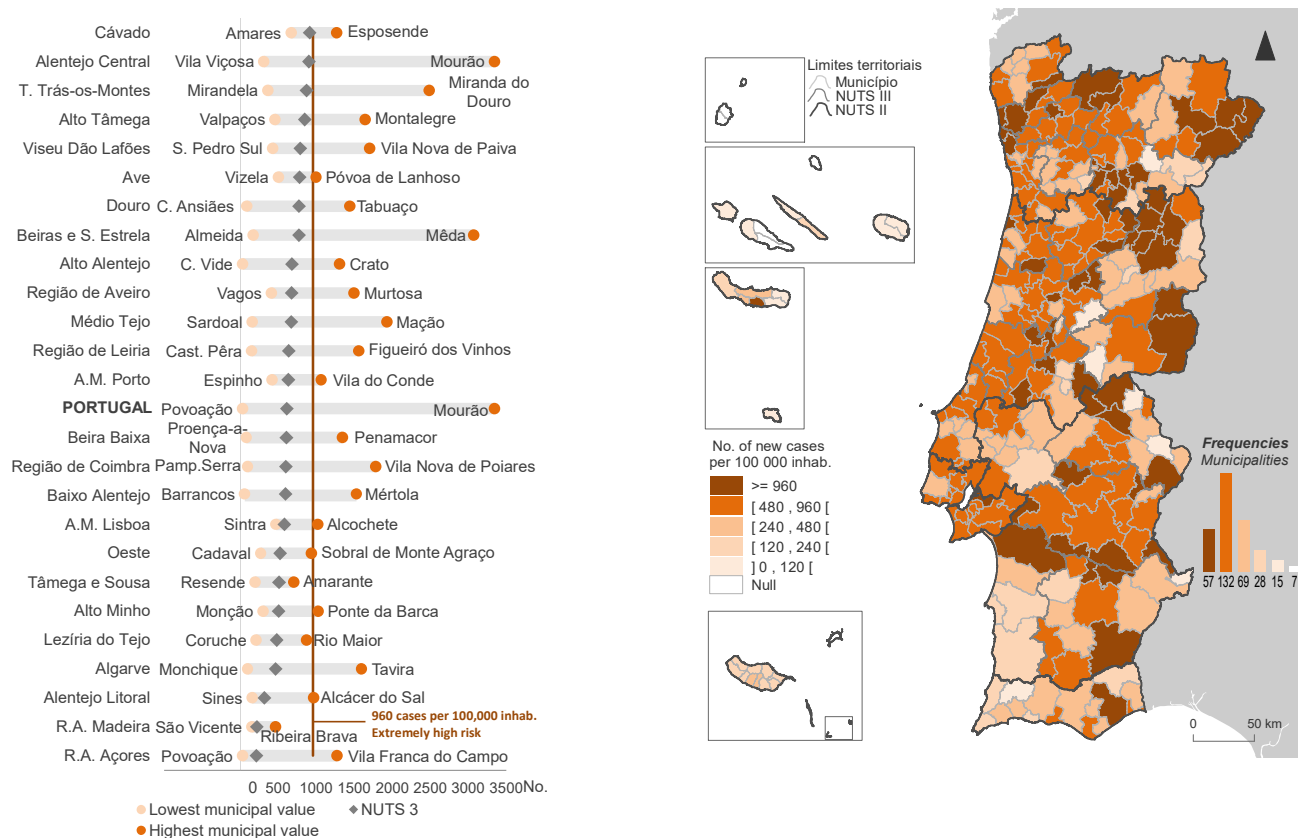 Cávado Amares Esposende
Alentejo Central Vila Viçosa Mourão
T. Trás-os-Montes Mirandela Miranda do
Douro
Alto Tâmega Valpaços Montalegre
Viseu Dão Lafões S. Pedro Sul Vila Nova de Paiva
Ave Vizela Póvoa de Lanhoso
Douro C. Ansiães Tabuaço
Beiras e S. Estrela Almeida Mêda
Alto Alentejo C. Vide Crato
Região de Aveiro Vagos Murtosa
Médio Tejo Sardoal Mação
Região de Leiria Cast. Pêra Figueiró dos Vinhos
A.M. Porto Espinho Vila do Conde
PORTUGAL Povoação Mourão
Beira Baixa Proença-a-
Nova Penamacor
Região de Coimbra Pamp.Serra Vila Nova de Poiares
Baixo Alentejo Barrancos Mértola
A.M. Lisboa Sintra Alcochete
Oeste Cadaval Sobral de Monte Agraço
Tâmega e Sousa Resende Amarante
Alto Minho Monção Ponte da Barca
Lezíria do Tejo Coruche Rio Maior
Algarve Monchique Tavira
Alentejo Litoral Sines Alcácer do Sal
R.A. Madeira São Vicente Ribeira Brava
960 cases per 100,000 inhab.
Extremely high risk
R.A. Açores Povoação Vila Franca do Campo
0 500 1000 1500 2000 2500 3000 3500 No.
Lowest municipal value NUTS 3
Highest municipal value
Limites territoriais
Município
NUTS III
NUTS II
No. of new cases
per 100 000 inhab.
>= 960
[ 480 , 960 [
[ 240 , 480 [
[ 120 , 240 [
] 0 , 120 [
Null
Frequencies
Municipalities
57 132 69 28 15 7
0 50 km